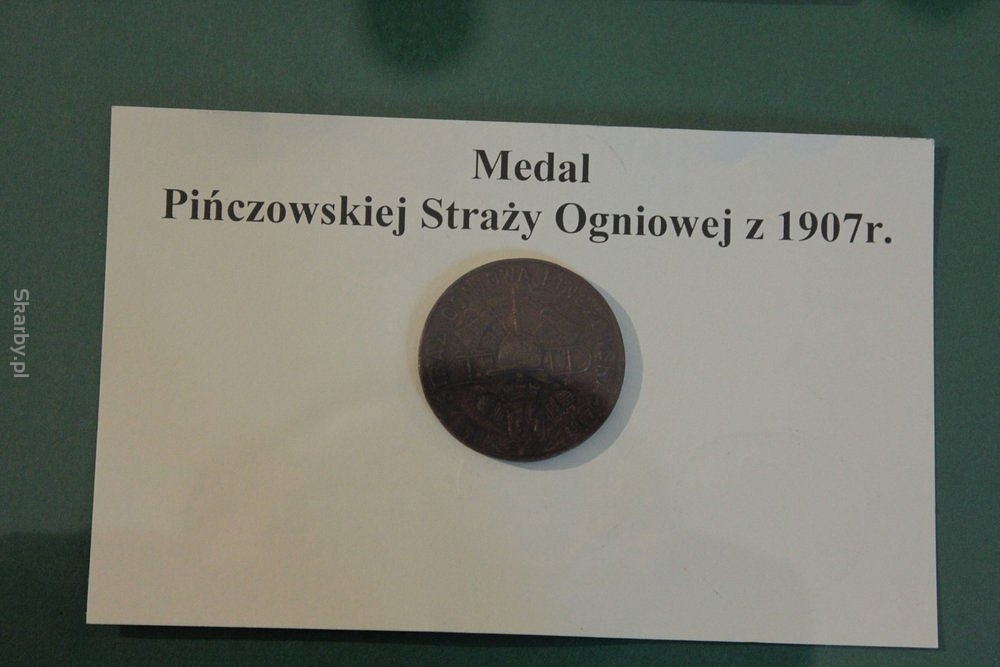 Medal
Pińczowskiej Straży Ogniowej z 1907r.
Skarby.pl